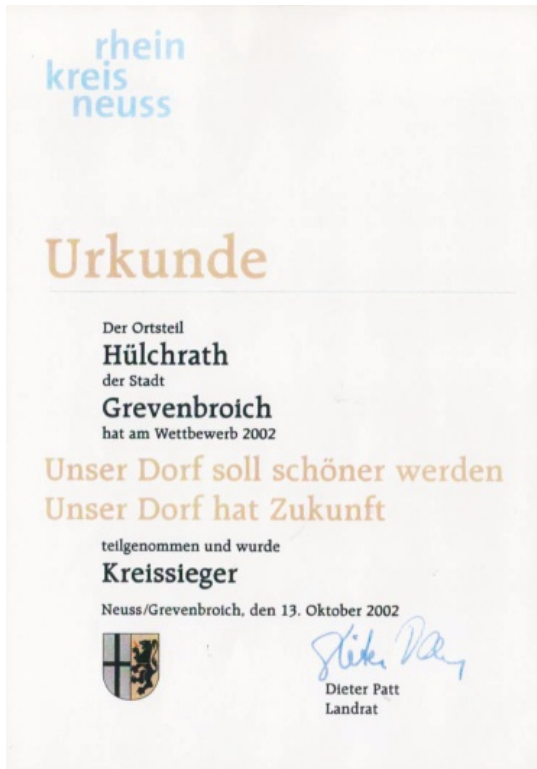 rhein
kreis
neuss
Urkunde
Der Ortsteil
Hülchrath
der Stadt
Grevenbroich
hat am Wettbewerb 2002
Unser Dorf soll schöner werden
Unser Dorf hat Zukunft
teilgenommen und wurde
Kreissieger
Neuss/Grevenbroich, den 13. Oktober 2002
Dieter Patt
Landrat